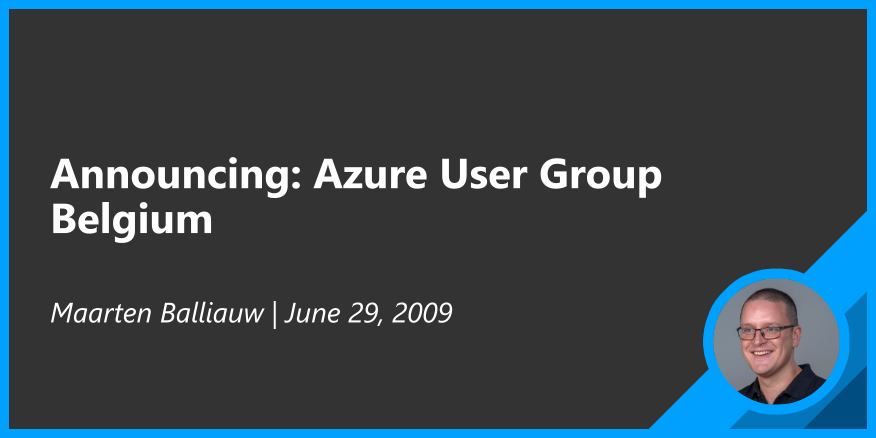 Announcing: Azure User Group
Belgium
Maarten Balliauw | June 29, 2009